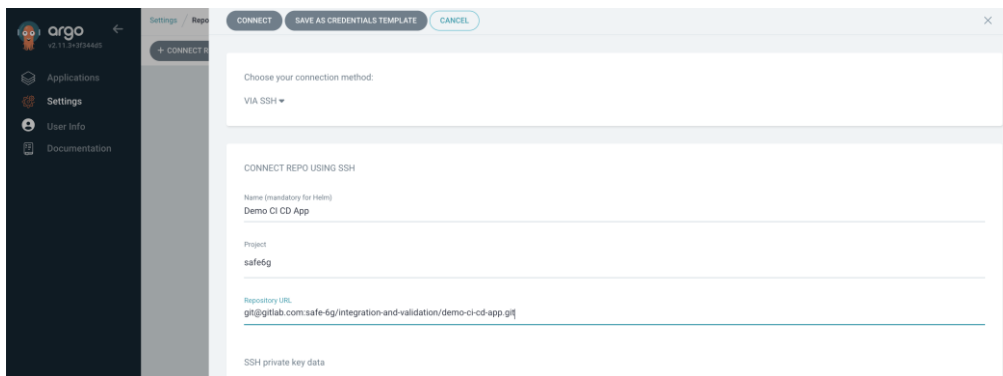 argo
v2.11.3+3f344d5
Applications
Settings
User Info
Documentation
Settings / Repo
+ CONNECT R
CONNECT
SAVE AS CREDENTIALS TEMPLATE
CANCEL
Choose your connection method:
VIA SSH
CONNECT REPO USING SSH
Name (mandatory for Helm)
Demo CI CD App
Project
safe6g
Repository URL
git@gitlab.com:safe-6g/integration-and-validation/demo-ci-cd-app.git
SSH private key data